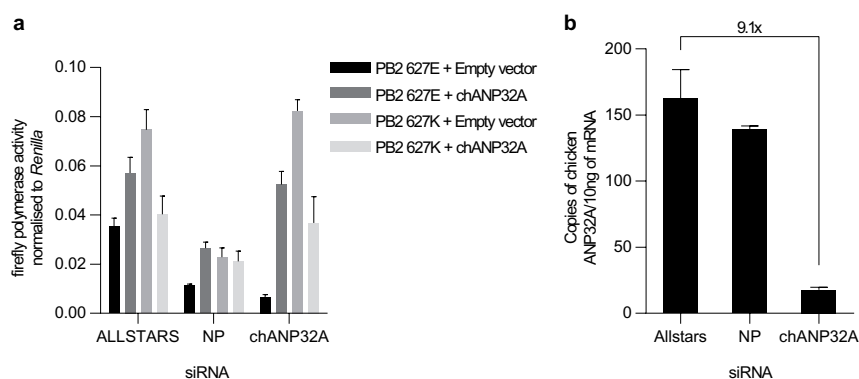 a
firefly polymerase activity
normalised to Renilla
0.10
0.08
0.06
0.04
0.02
0.00
ALLSTARS NP chANP32A
siRNA
PB2 627E + Empty vector
PB2 627E + chANP32A
PB2 627K + Empty vector
PB2 627K + chANP32A
b
9.1x
Copies of chicken
ANP32A/10ng of mRNA
200
150
100
50
0
Allstars NP chANP32A
siRNA